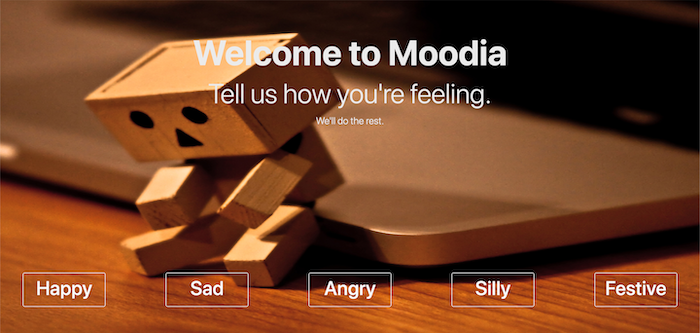 Welcome to Moodia
Tell us how you're feeling.
We'll do the rest.
Happy
Sad
Angry
Silly
Festive